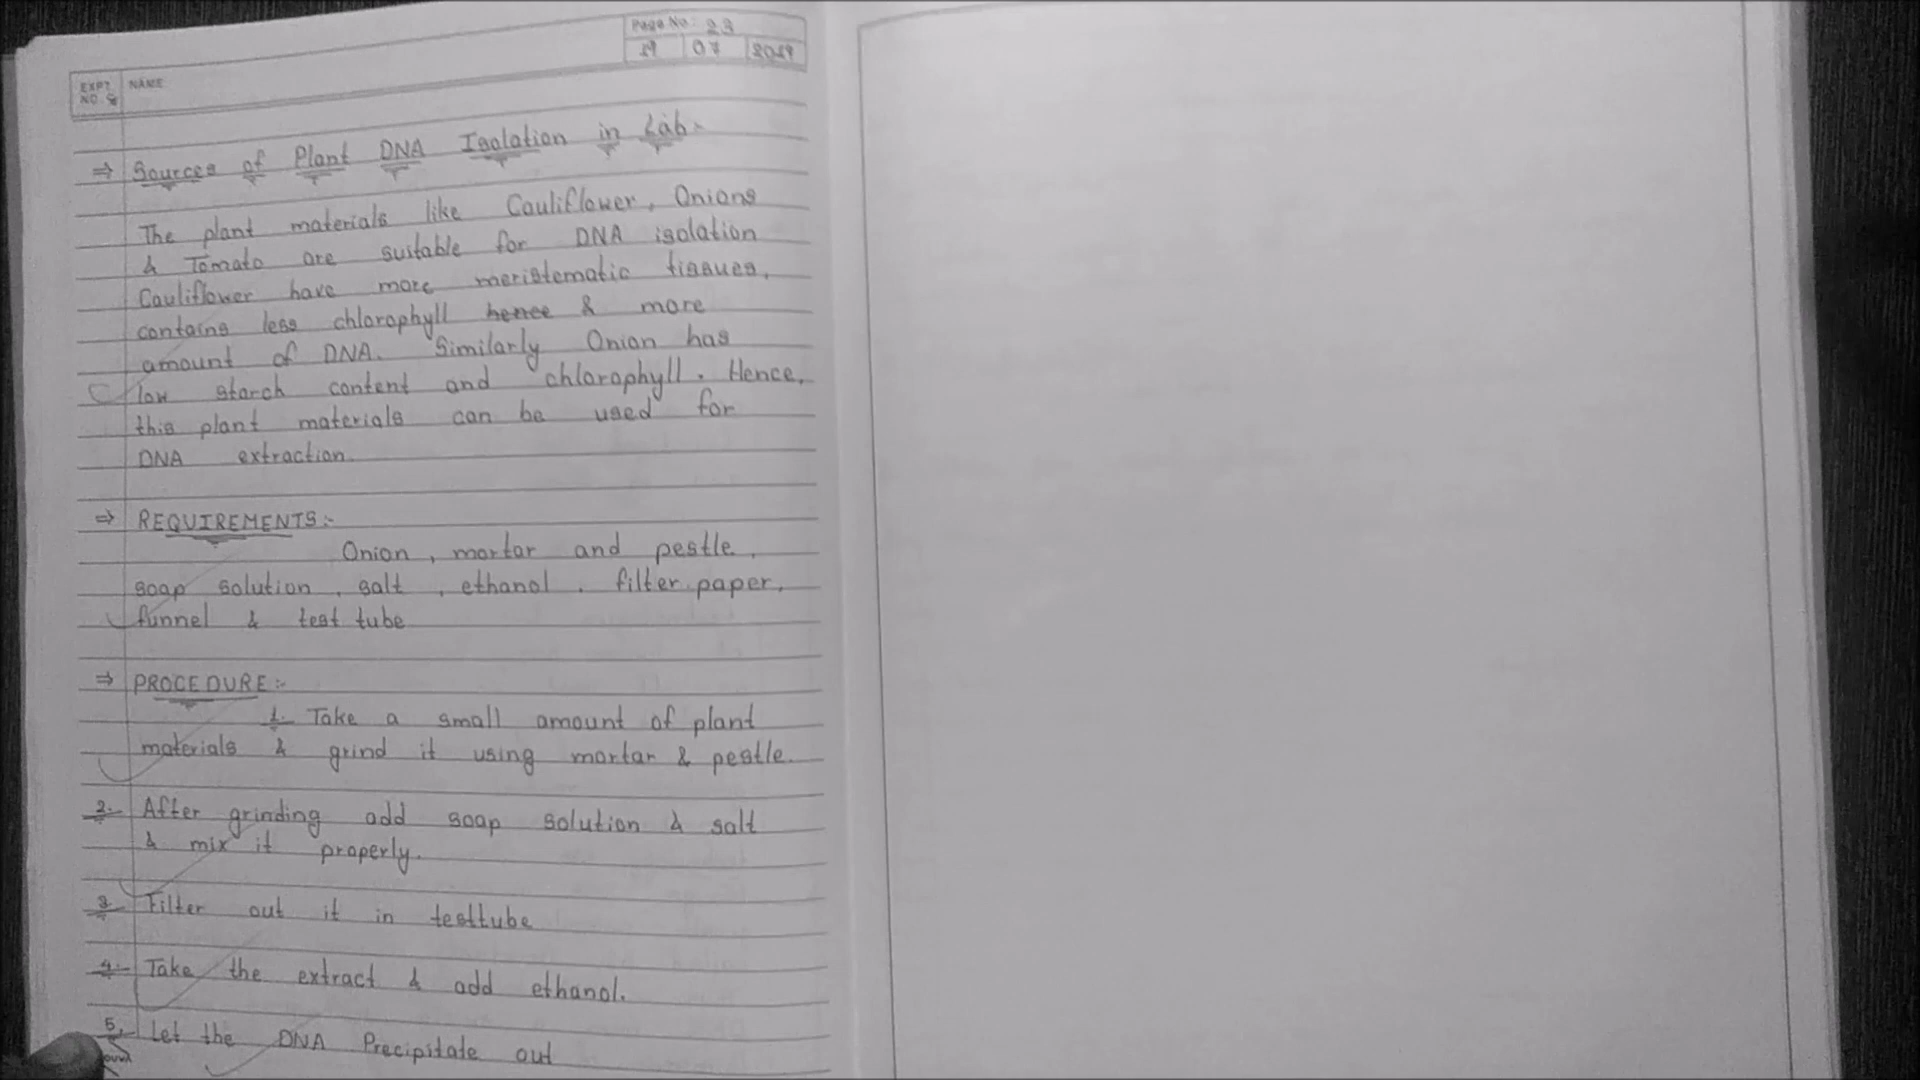 Page No: 23
19 07 2019
EXPT. NO. 8 NAME
⇒ Sources of Plant DNA Isolation in Lab:-
The plant materials like Cauliflower, Onions
& Tomato are suitable for DNA isolation
Cauliflower have more meristematic tissues,
contains less chlorophyll hence & more
amount of DNA. Similarly Onion has
low starch content and chlorophyll. Hence,
this plant materials can be used for
DNA extraction.
⇒ REQUIREMENTS:-
Onion, mortar and pestle,
soap solution, salt, ethanol, filter paper,
funnel & test tube
⇒ PROCEDURE:-
1. Take a small amount of plant
materials & grind it using mortar & pestle.
2. After grinding add soap solution & salt
& mix it properly.
3. Filter out it in testtube
4. Take the extract & add ethanol.
5. Let the DNA Precipitate out